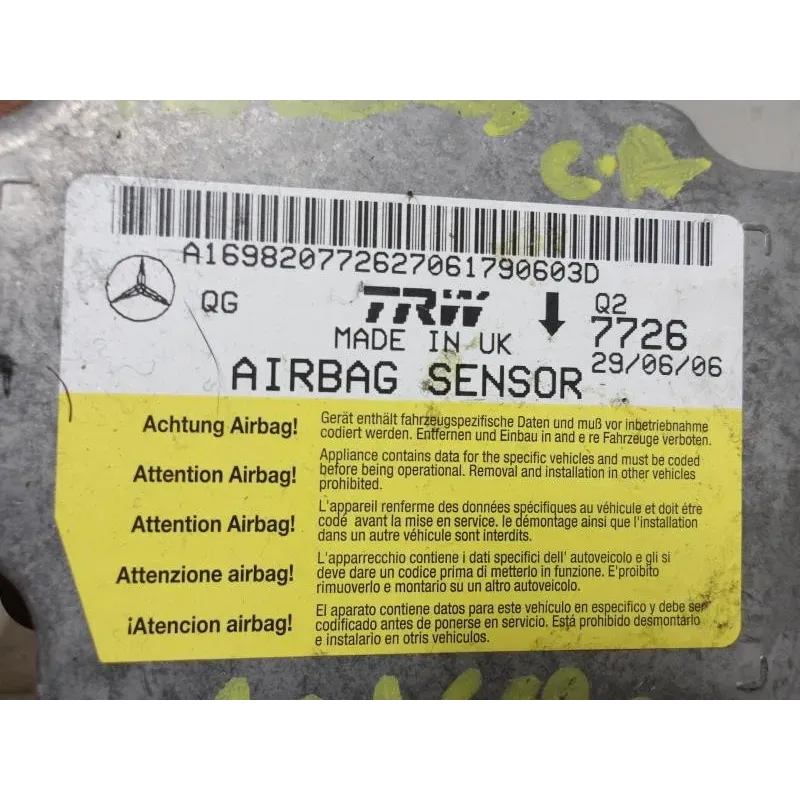 C.A
A1698207726270617906​03D
QG
TRW
Q2
7726
MADE IN UK
29/06/06
AIRBAG SENSOR
Achtung Airbag!
Gerät enthält fahrzeugspezifische Daten und muß vor inbetriebnahme
codiert werden. Entfernen und Einbau in and e re Fahrzeuge verboten.
Attention Airbag!
Appliance contains data for the specific vehicles and must be coded
before being operational. Removal and installation in other vehicles
prohibited.
Attention Airbag!
L'appareil renferme des données spécifiques au véhicule et doit étre
codé avant la mise en service. le démontage ainsi que l'installation
dans un autre véhicule sont interdits.
Attenzione airbag!
L'apparrecchio contiene i dati specifici dell' autoveicolo e gli si
deve dare un codice prima di metterlo in funzione. E'proibito
rimuoverlo e montario su un altro autoveicolo.
¡Atencion airbag!
El aparato contiene datos para este vehiculo en especifico y debe ser
codificado antes de ponerse en servicio. Está prohibido desmontarlo
e instalario en otris vehiculos.